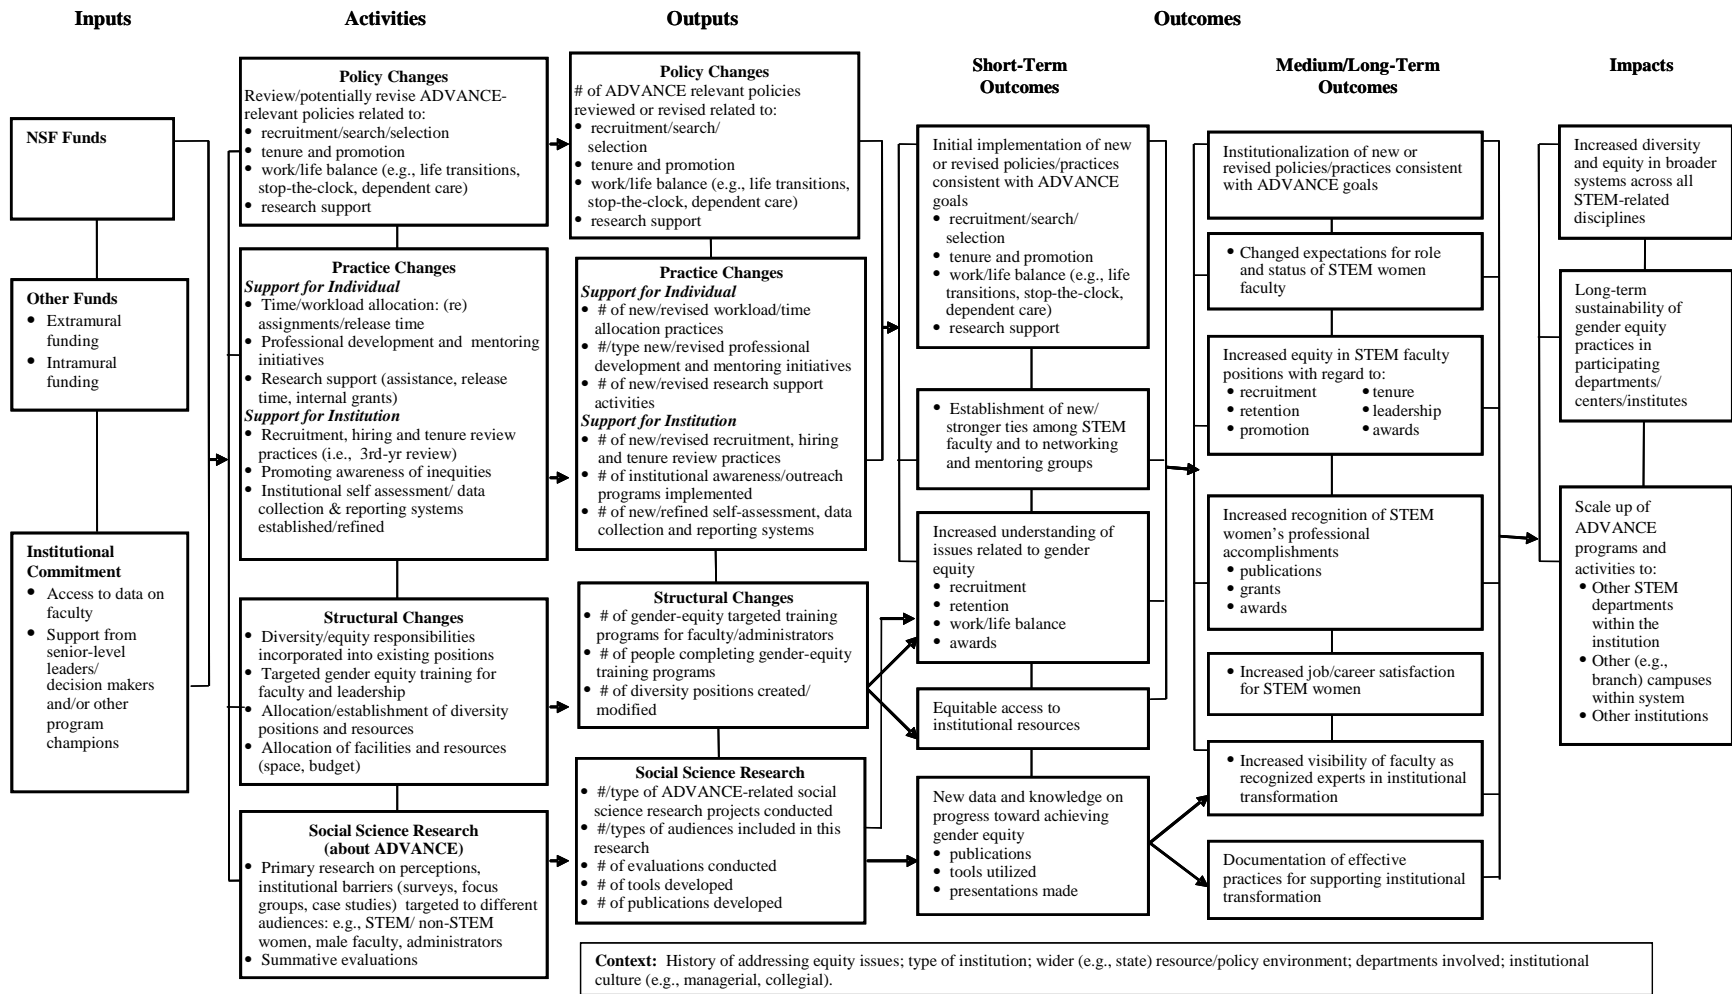 Inputs
Activities
Outputs
Outcomes
Short-Term
Outcomes
Medium/Long-Term
Outcomes
Impacts
NSF Funds
Other Funds
• Extramural
funding
• Intramural
funding
Institutional
Commitment
• Access to data on
faculty
• Support from
senior-level
leaders/
decision makers
and/or other
program
champions
Policy Changes
Review/potentially revise ADVANCE-
relevant policies related to:
• recruitment/search/selection
• tenure and promotion
• work/life balance (e.g., life transitions,
stop-the-clock, dependent care)
• research support
Practice Changes
Support for Individual
• Time/workload allocation: (re)
assignments/release time
• Professional development and mentoring
initiatives
• Research support (assistance, release
time, internal grants)
Support for Institution
• Recruitment, hiring and tenure review
practices (i.e., 3rd-yr review)
• Promoting awareness of inequities
• Institutional self assessment/ data
collection & reporting systems
established/refined
Structural Changes
• Diversity/equity responsibilities
incorporated into existing positions
• Targeted gender equity training for
faculty and leadership
• Allocation/establishment of diversity
positions and resources
• Allocation of facilities and resources
(space, budget)
Social Science Research
(about ADVANCE)
• Primary research on perceptions,
institutional barriers (surveys, focus
groups, case studies) targeted to different
audiences: e.g., STEM/ non-STEM
women, male faculty, administrators
• Summative evaluations
Policy Changes
# of ADVANCE relevant policies
reviewed or revised related to:
• recruitment/search/
selection
• tenure and promotion
• work/life balance (e.g., life transitions,
stop-the-clock, dependent care)
• research support
Practice Changes
Support for Individual
• # of new/revised workload/time
allocation practices
• #/type new/revised professional
development and mentoring initiatives
• # of new/revised research support
activities
Support for Institution
• # of new/revised recruitment, hiring
and tenure review practices
• # of institutional awareness/outreach
programs implemented
• # of new/refined self-assessment, data
collection and reporting systems
Structural Changes
• # of gender-equity targeted training
programs for faculty/administrators
• # of people completing gender-equity
training programs
• # of diversity positions created/
modified
Social Science Research
• #/type of ADVANCE-related social
science research projects conducted
• #/types of audiences included in this
research
• # of evaluations conducted
• # of tools developed
• # of publications developed
Initial implementation of new
or revised policies/practices
consistent with ADVANCE
goals
• recruitment/search/
selection
• tenure and promotion
• work/life balance (e.g., life
transitions, stop-the-clock,
dependent care)
• research support
• Establishment of new/
stronger ties among STEM
faculty and to networking
and mentoring groups
Increased understanding of
issues related to gender
equity
• recruitment
• retention
• work/life balance
• awards
Equitable access to
institutional resources
New data and knowledge on
progress toward achieving
gender equity
• publications
• tools utilized
• presentations made
Institutionalization of new or
revised policies/practices consistent
with ADVANCE goals
• Changed expectations for role
and status of STEM women
faculty
Increased equity in STEM faculty
positions with regard to:
• recruitment • tenure
• retention • leadership
• promotion • awards
Increased recognition of STEM
women's professional
accomplishments
• publications
• grants
• awards
• Increased job/career satisfaction
for STEM women
• Increased visibility of faculty as
recognized experts in institutional
transformation
Documentation of effective
practices for supporting institutional
transformation
Increased diversity
and equity in broader
systems across all
STEM-related
disciplines
Long-term
sustainability of
gender equity
practices in
participating
departments/
centers/institutes
Scale up of
ADVANCE
programs and
activities to:
• Other STEM
departments
within the
institution
• Other (e.g.,
branch) campuses
within system
• Other institutions
Context: History of addressing equity issues; type of institution; wider (e.g., state) resource/policy environment; departments involved; institutional
culture (e.g., managerial, collegial).